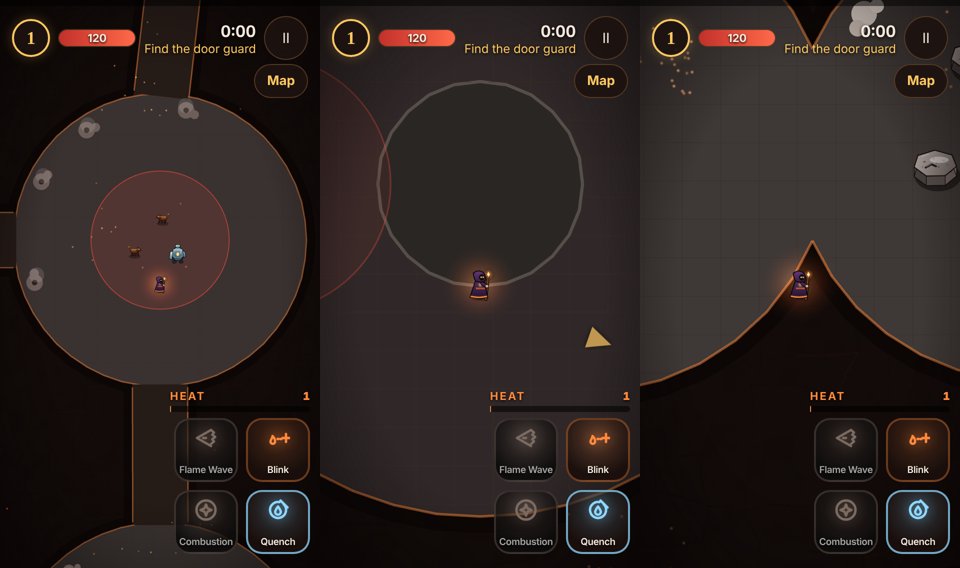 1
120
0:00
Find the door guard
Map
HEAT 1
Flame Wave
Blink
Combustion
Quench
1
120
0:00
Find the door guard
Map
HEAT 1
Flame Wave
Blink
Combustion
Quench
1
120
0:00
Find the door guard
Map
HEAT 1
Flame Wave
Blink
Combustion
Quench